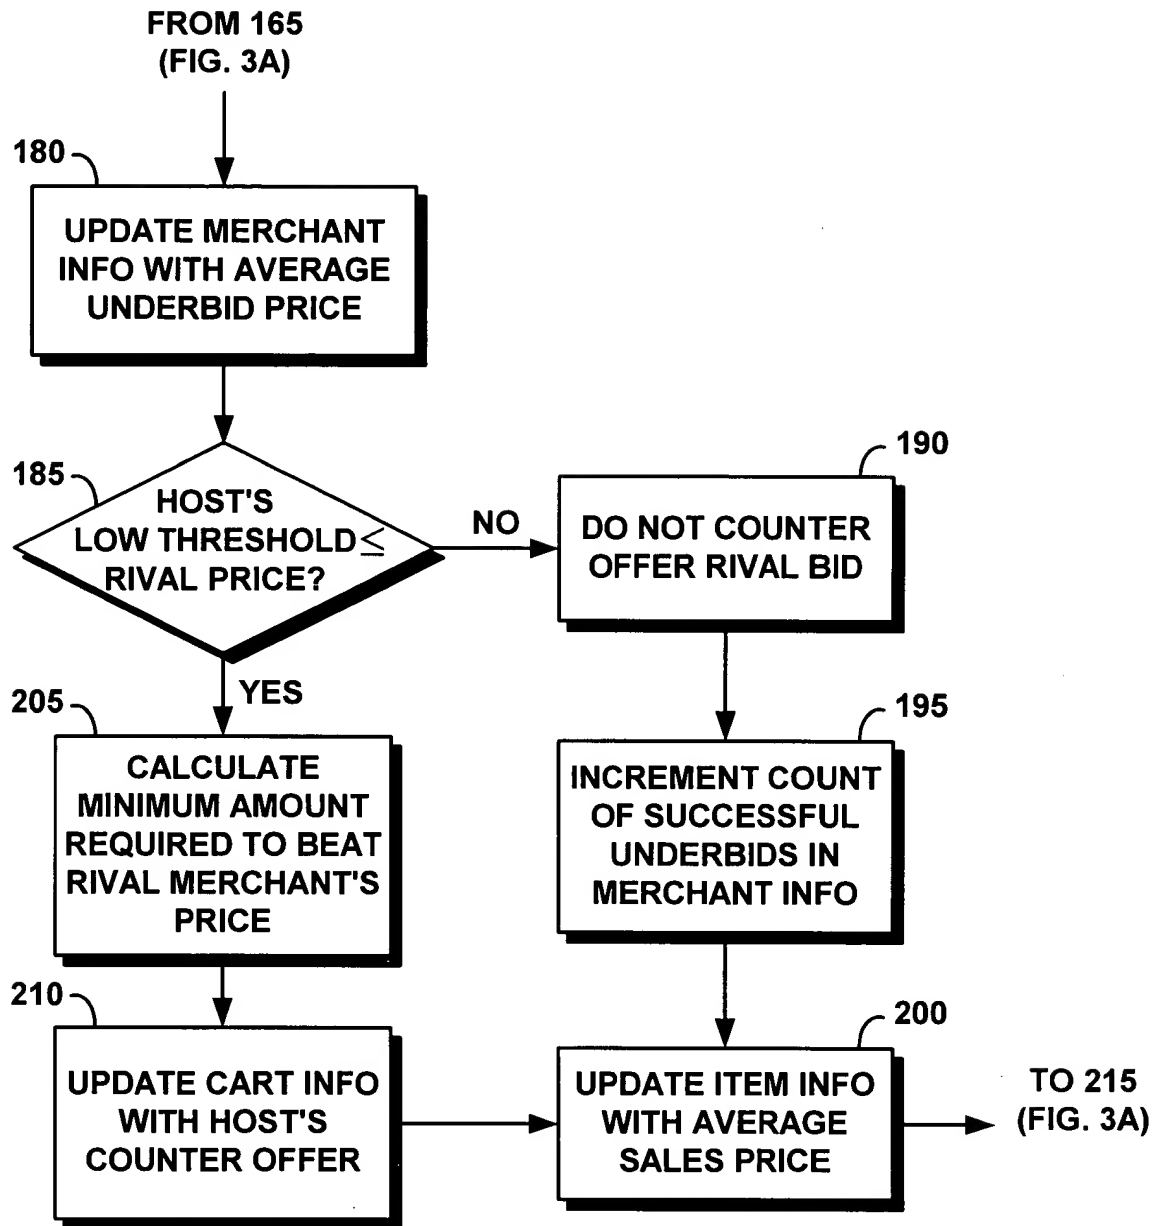 FROM 165
(FIG. 3A)
180
UPDATE MERCHANT
INFO WITH AVERAGE
UNDERBID PRICE
185
HOST'S
LOW THRESHOLD ≤
RIVAL PRICE?
NO
190
DO NOT COUNTER
OFFER RIVAL BID
YES
205
CALCULATE
MINIMUM AMOUNT
REQUIRED TO BEAT
RIVAL MERCHANT'S
PRICE
195
INCREMENT COUNT
OF SUCCESSFUL
UNDERBIDS IN
MERCHANT INFO
210
UPDATE CART INFO
WITH HOST'S
COUNTER OFFER
200
UPDATE ITEM INFO
WITH AVERAGE
SALES PRICE
TO 215
(FIG. 3A)